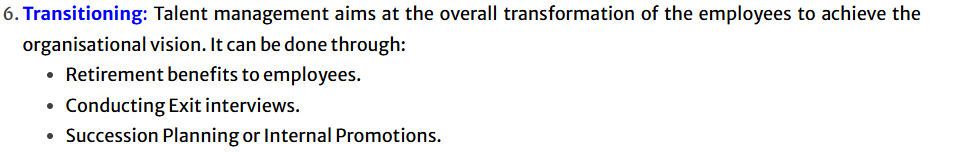 6. Transitioning: Talent management aims at the overall transformation of the employees to achieve the
organisational vision. It can be done through:
• Retirement benefits to employees.
• Conducting Exit interviews.
• Succession Planning or Internal Promotions.